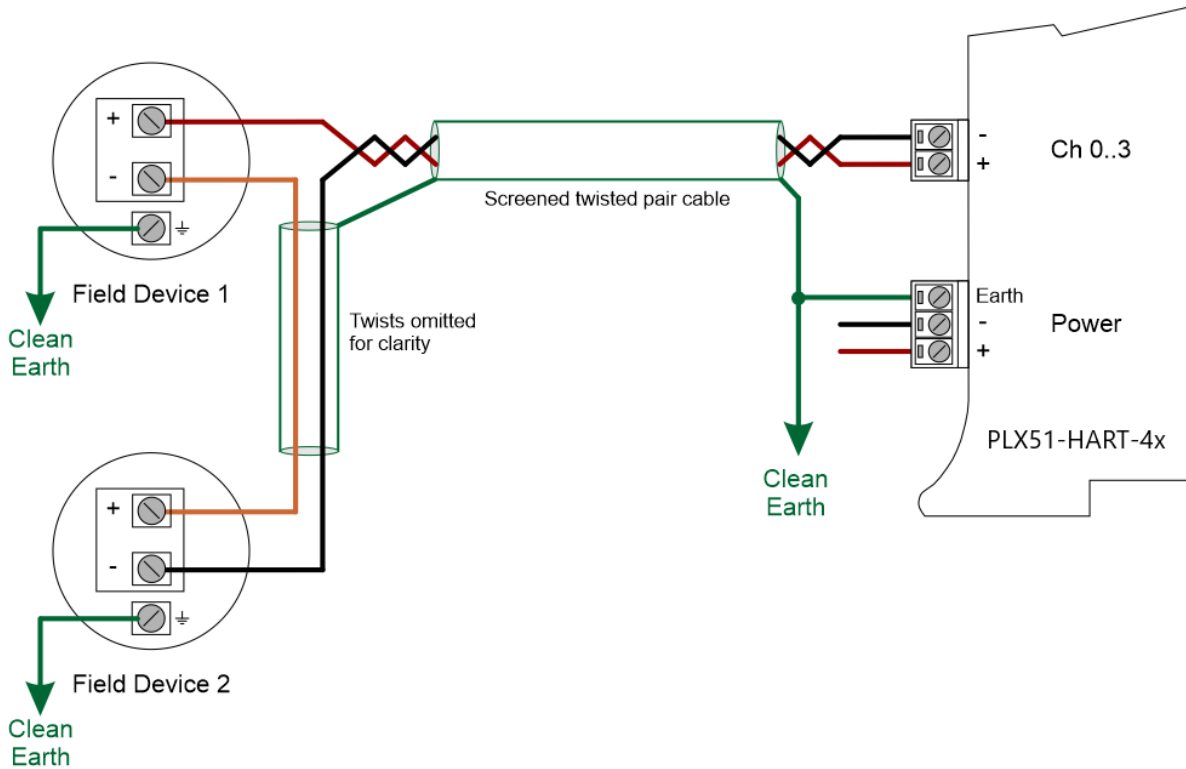 +
-
Field Device 1
Clean
Earth
Screened twisted pair cable
Twists omitted
for clarity
-
+
Ch 0..3
Earth
-
+
Power
PLX51-HART-4x
Clean
Earth
+
-
Field Device 2
Clean
Earth